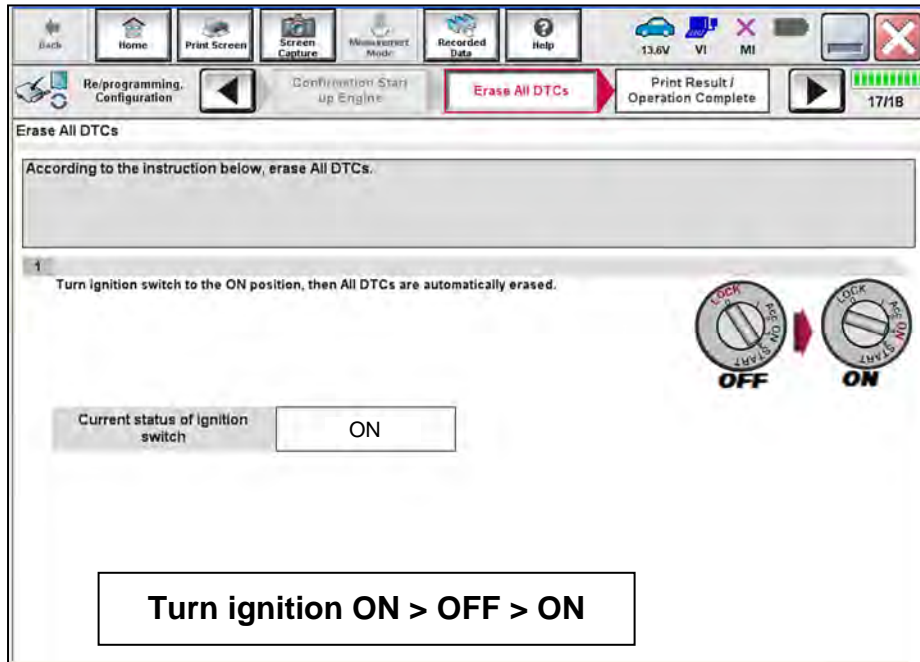 Back
Home
Print Screen
Screen
Capture
Measurement
Mode
Recorded
Data
Help
13.6V
VI
MI
Re/programming,
Configuration
Confirmation Start
up Engine
Erase All DTCs
Print Result /
Operation Complete
17/18
Erase All DTCs
According to the instruction below, erase All DTCs.
1
Turn ignition switch to the ON position, then All DTCs are automatically erased.
LOCK
Acc
ON
START
OFF
LOCK
Acc
ON
START
ON
Current status of ignition
switch
ON
Turn ignition ON > OFF > ON